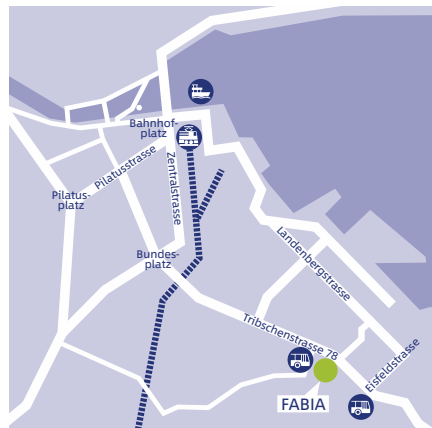 Bahnhof-
platz
Pilatusstrasse
Zentralstrasse
Pilatus-
platz
Bundes-
platz
Landenbergstrasse
Tribschenstrasse 78
Eisfeldstrasse
FABIA